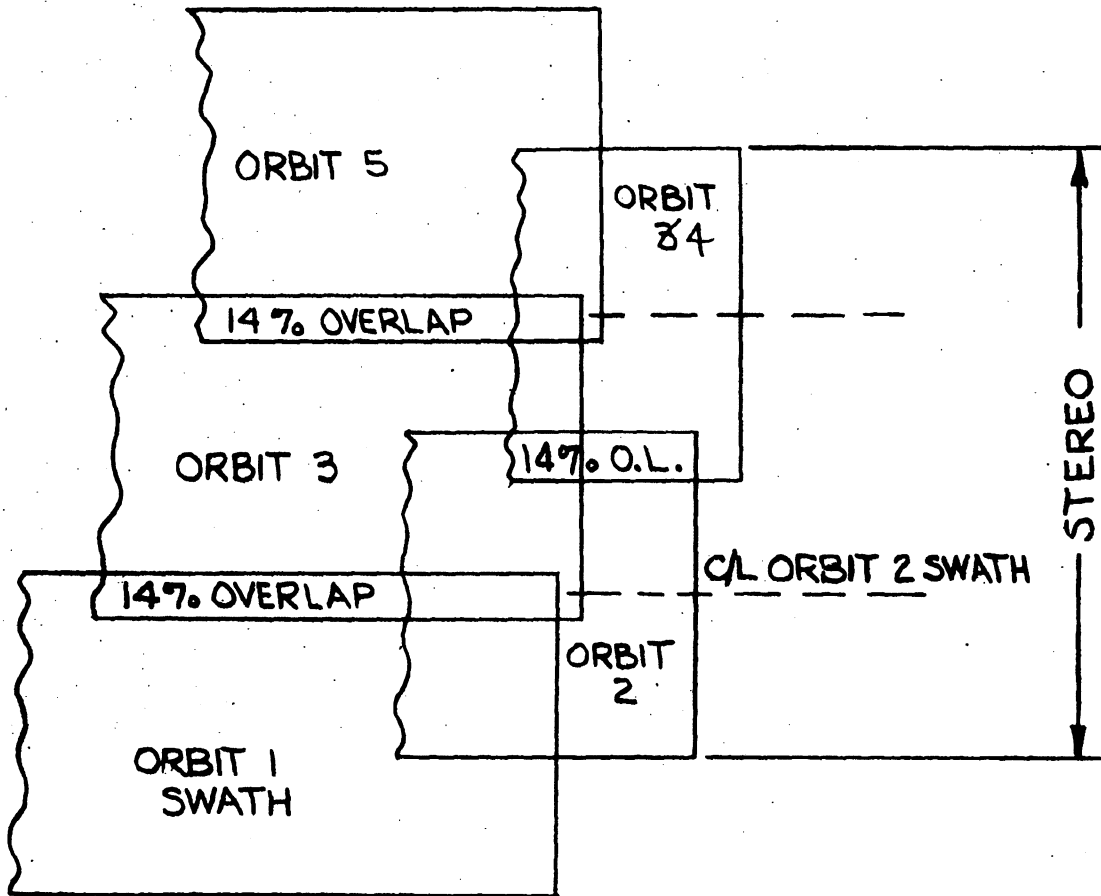 ORBIT 5
ORBIT
34
14% OVERLAP
14% O.L.
ORBIT 3
STEREO
C/L ORBIT 2 SWATH
14% OVERLAP
ORBIT
2
ORBIT 1
SWATH